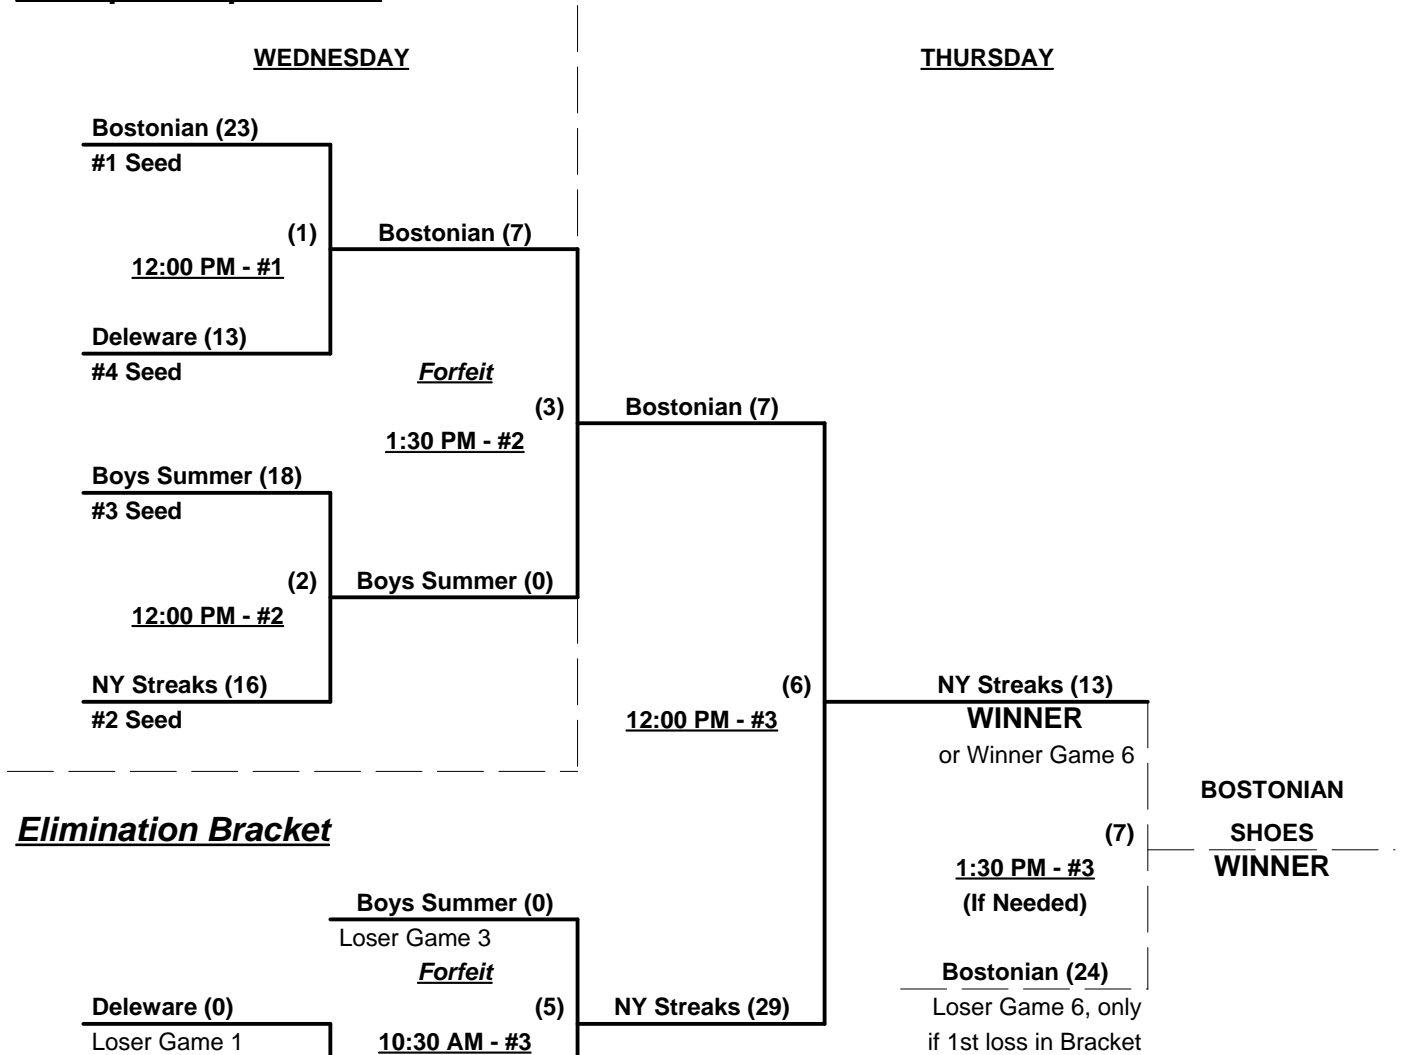 WEDNESDAY
THURSDAY
Bostonian (23)
#1 Seed
(1)
Bostonian (7)
12:00 PM - #1
Deleware (13)
#4 Seed
Forfeit
(3)
Bostonian (7)
1:30 PM - #2
Boys Summer (18)
#3 Seed
(2)
Boys Summer (0)
12:00 PM - #2
NY Streaks (16)
#2 Seed
(6)
12:00 PM - #3
NY Streaks (13)
WINNER
or Winner Game 6
BOSTONIAN
SHOES
WINNER
Elimination Bracket
(7)
1:30 PM - #3
(If Needed)
Boys Summer (0)
Loser Game 3
Forfeit
Bostonian (24)
Loser Game 6, only
if 1st loss in Bracket
Deleware (0)
Loser Game 1
(5)
10:30 AM - #3
NY Streaks (29)